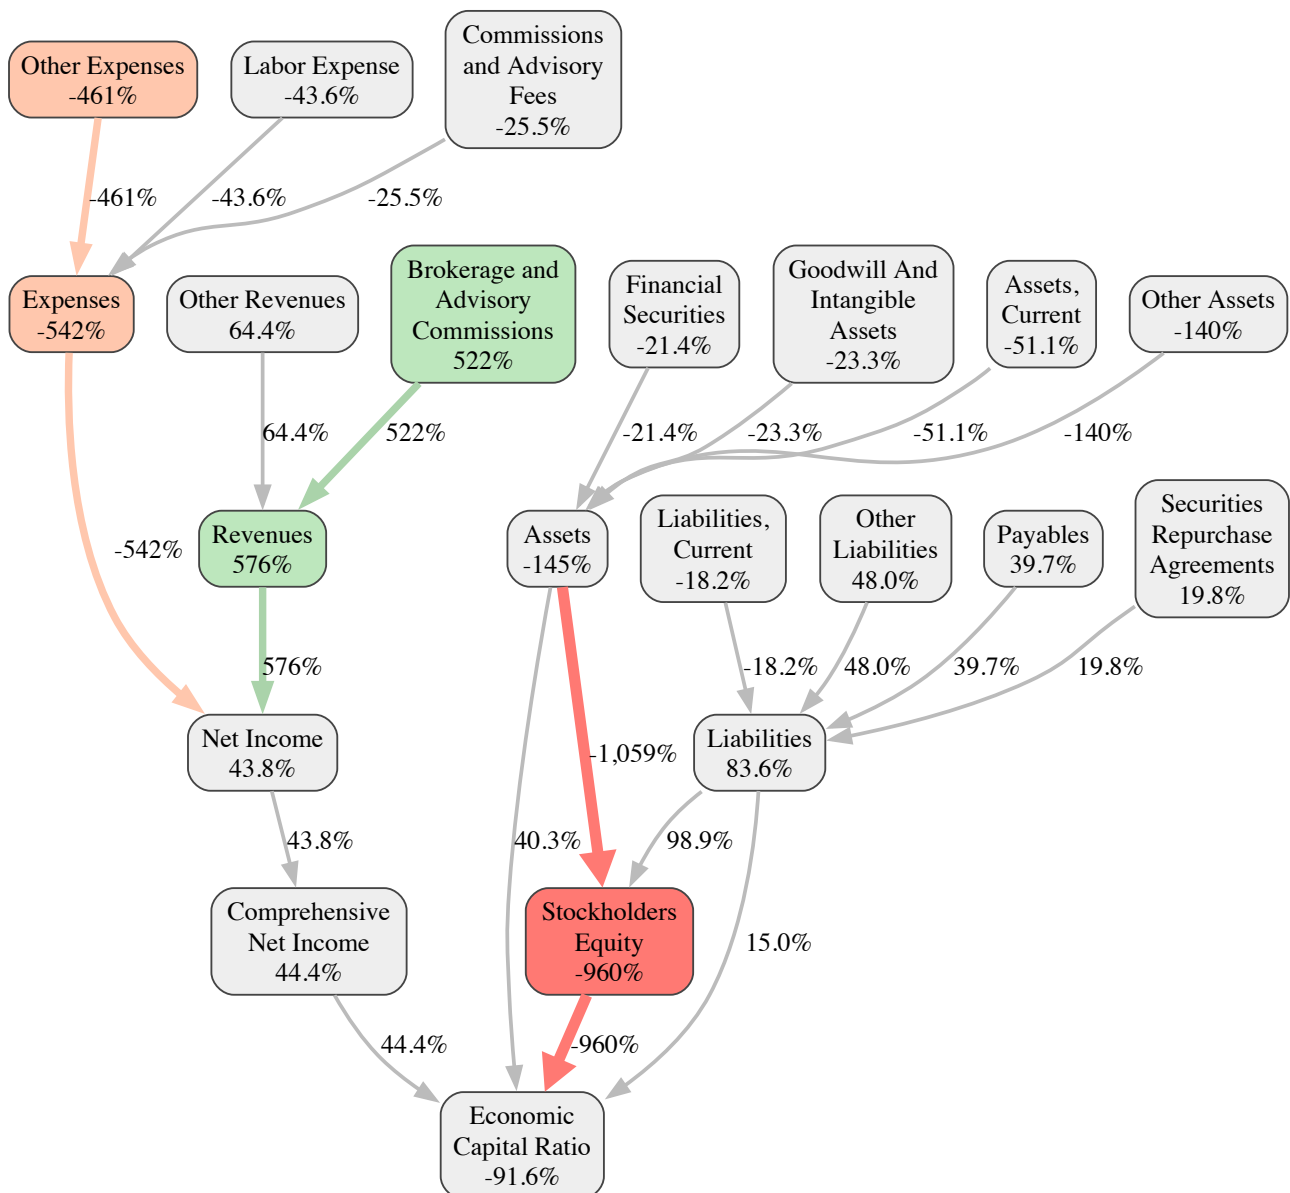 Other Expenses
-461%
Labor Expense
-43.6%
Commissions
and Advisory
Fees
-25.5%
-461%
-43.6%
-25.5%
Expenses
-542%
Other Revenues
64.4%
Brokerage and
Advisory
Commissions
522%
Financial
Securities
-21.4%
Goodwill And
Intangible
Assets
-23.3%
Assets,
Current
-51.1%
Other Assets
-140%
64.4%
522%
-21.4%
-23.3%
-51.1%
-140%
-542%
Revenues
576%
Assets
-145%
Liabilities,
Current
-18.2%
Other
Liabilities
48.0%
Payables
39.7%
Securities
Repurchase
Agreements
19.8%
576%
-18.2%
48.0%
39.7%
19.8%
Net Income
43.8%
-1,059%
Liabilities
83.6%
43.8%
40.3%
98.9%
Comprehensive
Net Income
44.4%
Stockholders
Equity
-960%
15.0%
44.4%
-960%
Economic
Capital Ratio
-91.6%